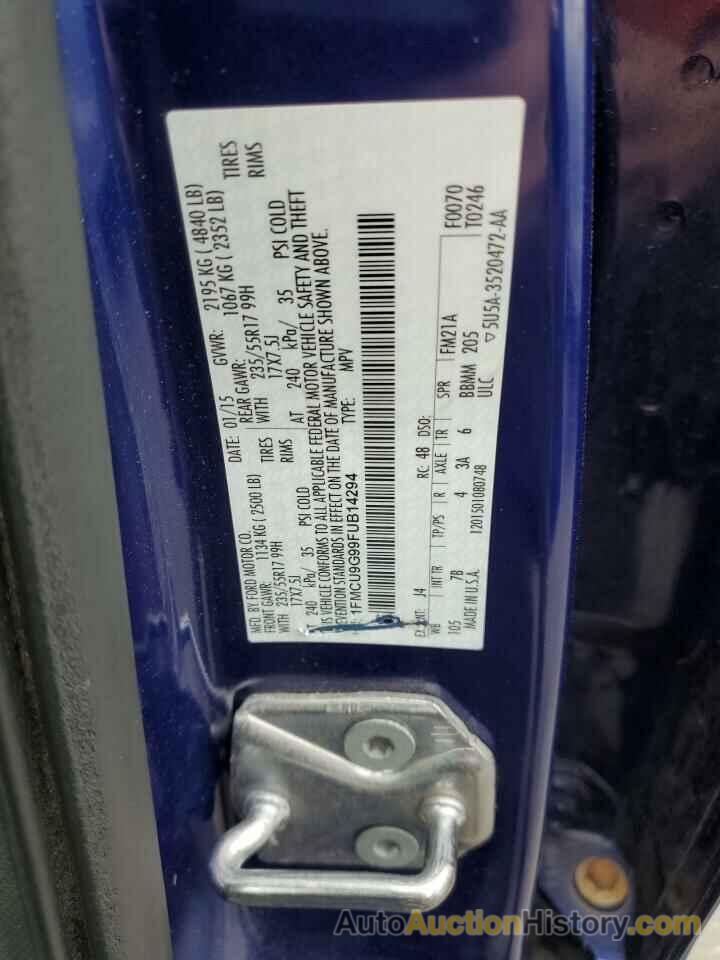 MFD. BY FORD MOTOR CO. DATE: 01/15 GVWR: 2195 KG ( 4840 LB)
FRONT GAWR: 1134 KG ( 2500 LB) REAR GAWR: 1067 KG ( 2352 LB)
WITH 235/55R17 99H TIRES WITH 235/55R17 99H TIRES
17X7.5J RIMS 17X7.5J RIMS
AT 240 kPa/ 35 PSI COLD AT 240 kPa/ 35 PSI COLD
THIS VEHICLE CONFORMS TO ALL APPLICABLE FEDERAL MOTOR VEHICLE SAFETY AND THEFT
PREVENTION STANDARDS IN EFFECT ON THE DATE OF MANUFACTURE SHOWN ABOVE.
1FMCU9G99FUB14294 TYPE: MPV
EXT PNT: J4 RC: 48 DSO: F0070
WB INT TR TP/PS R AXLE TR SPR FM21A T0246
105 7B 4 3A 6 BBMM 205
MADE IN U.S.A. 1201501080748 ULC ▽5U5A-3520472-AA
AutoAuctionHistory.com